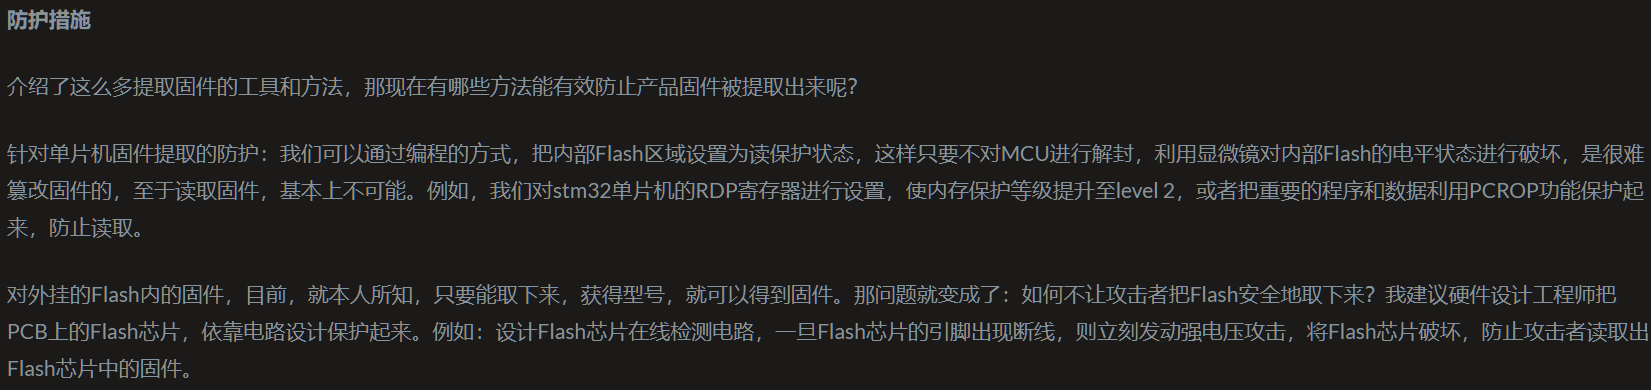 防护措施
介绍了这么多提取固件的工具和方法，那现在有哪些方法能有效防止产品固件被提取出来呢？
针对单片机固件提取的防护：我们可以通过编程的方式，把内部Flash区域设置为读保护状态，这样只要不对MCU进行解封，利用显微镜对内部Flash的电平状态进行破坏，是很难
篡改固件的，至于读取固件，基本上不可能。例如，我们对stm32单片机的RDP寄存器进行设置，使内存保护等级提升至level 2，或者把重要的程序和数据利用PCROP功能保护起
来，防止读取。
对外挂的Flash内的固件，目前，就本人所知，只要能取下来，获得型号，就可以得到固件。那问题就变成了：如何不让攻击者把Flash安全地取下来？我建议硬件设计工程师把
PCB上的Flash芯片，依靠电路设计保护起来。例如：设计Flash芯片在线检测电路，一旦Flash芯片的引脚出现断线，则立刻发动强电压攻击，将Flash芯片破坏，防止攻击者读取出
Flash芯片中的固件。